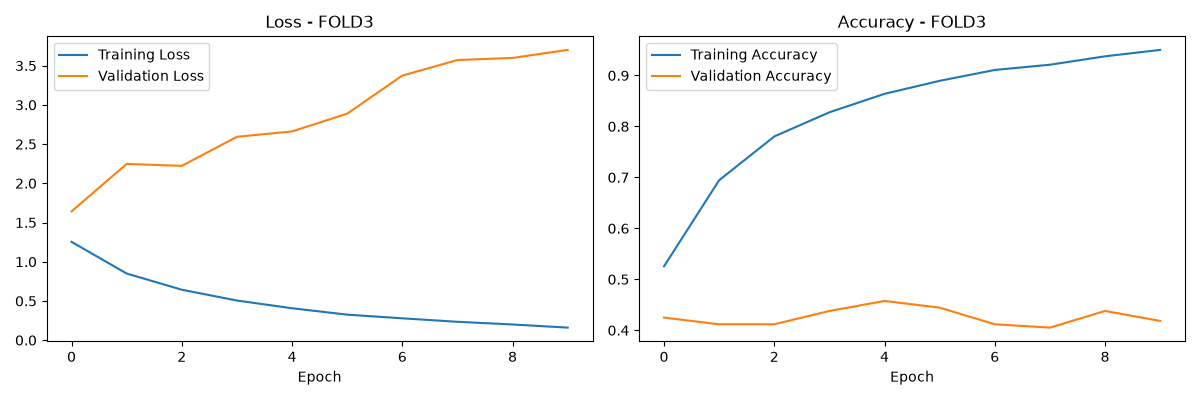 Loss - FOLD3
Training Loss
Validation Loss
3.5
3.0
2.5
2.0
1.5
1.0
0.5
0.0
0 2 4 6 8
Epoch
Accuracy - FOLD3
Training Accuracy
Validation Accuracy
0.9
0.8
0.7
0.6
0.5
0.4
0 2 4 6 8
Epoch